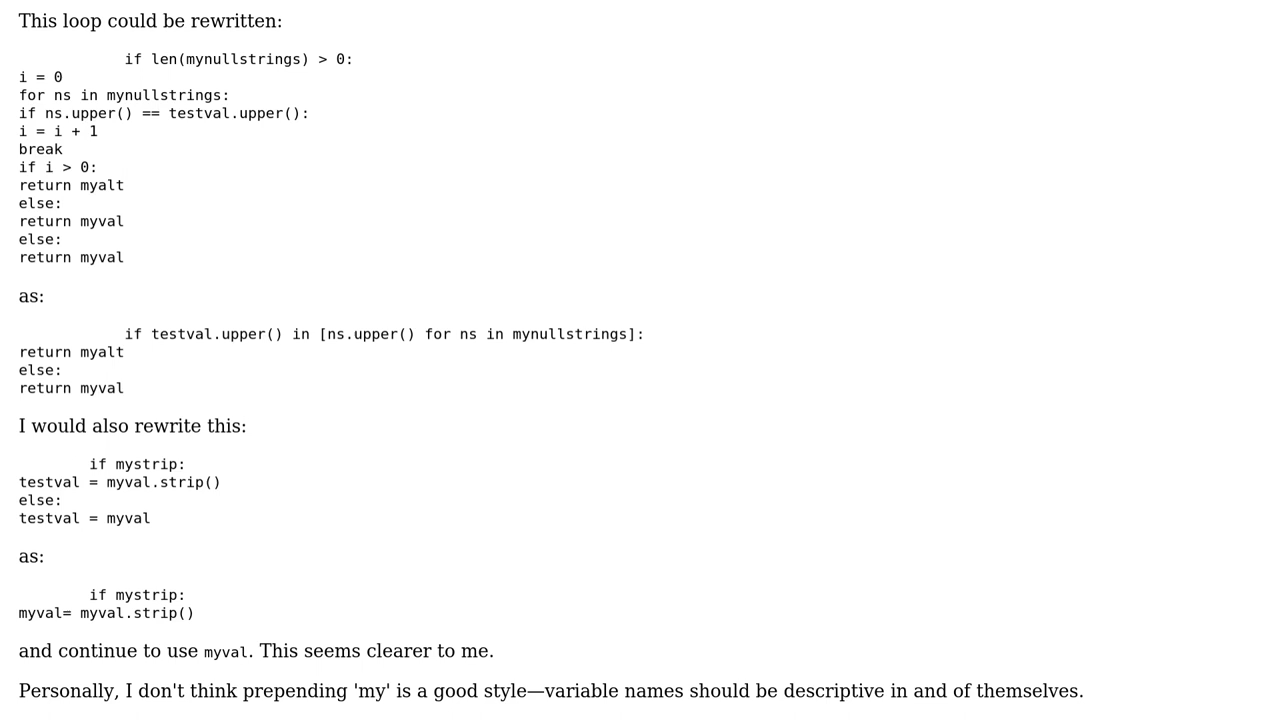 This loop could be rewritten:
if len(mynullstrings) > 0:
i = 0
for ns in mynullstrings:
if ns.upper() == testval.upper():
i = i + 1
break
if i > 0:
return myalt
else:
return myval
else:
return myval
as:
if testval.upper() in [ns.upper() for ns in mynullstrings]:
return myalt
else:
return myval
I would also rewrite this:
if mystrip:
testval = myval.strip()
else:
testval = myval
as:
if mystrip:
myval= myval.strip()
and continue to use myval. This seems clearer to me.
Personally, I don't think prepending 'my' is a good style—variable names should be descriptive in and of themselves.